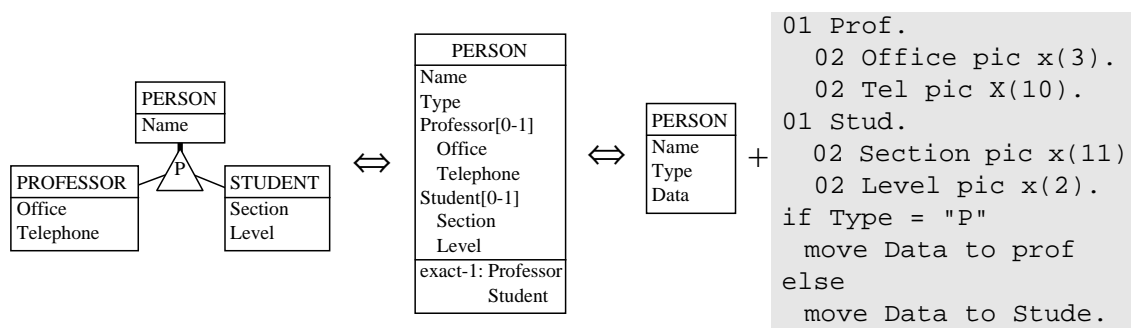 PERSON
Name
P
PROFESSOR
Office
Telephone
STUDENT
Section
Level
⇔
PERSON
Name
Type
Professor[0-1]
Office
Telephone
Student[0-1]
Section
Level
exact-1: Professor
Student
⇔
PERSON
Name
Type
Data
+
01 Prof.
02 Office pic x(3).
02 Tel pic X(10).
01 Stud.
02 Section pic x(11)
02 Level pic x(2).
if Type = "P"
move Data to prof
else
move Data to Stude.